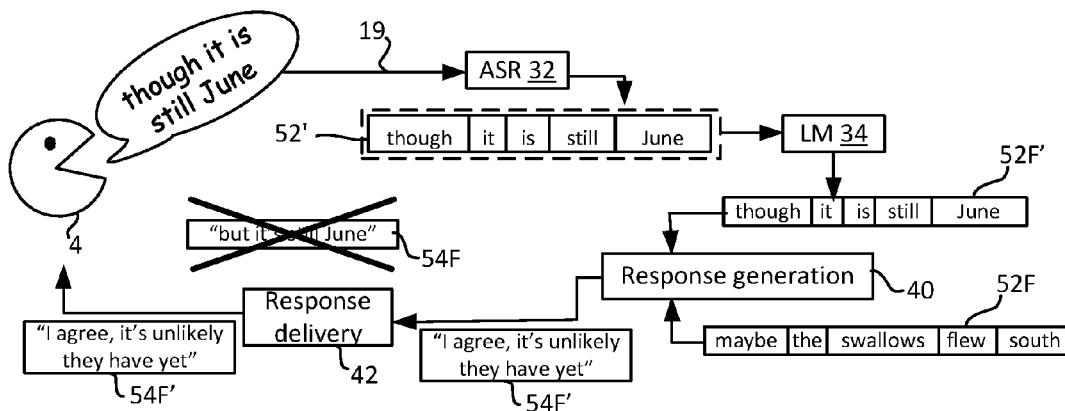 though it is
still June
19
ASR 32
52'
though it is still June
LM 34
52F'
though it is still June
4
"but it's still June"
54F
Response generation
40
52F
maybe the swallows flew south
Response
delivery
42
"I agree, it's unlikely
they have yet"
54F'
"I agree, it's unlikely
they have yet"
54F'